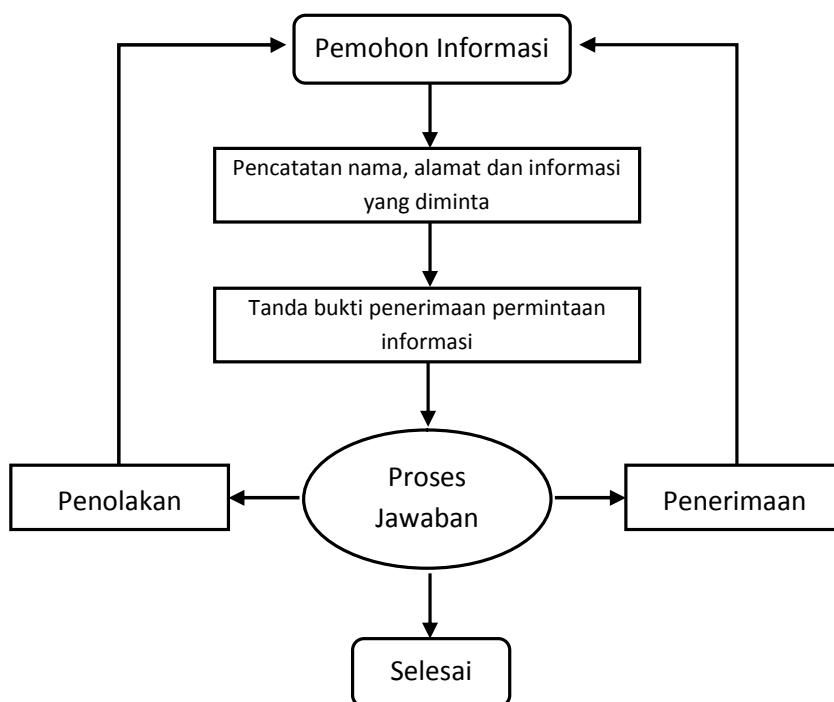 Pemohon Informasi
Pencatatan nama, alamat dan informasi
yang diminta
Tanda bukti penerimaan permintaan
informasi
Proses
Jawaban
Penolakan
Penerimaan
Selesai